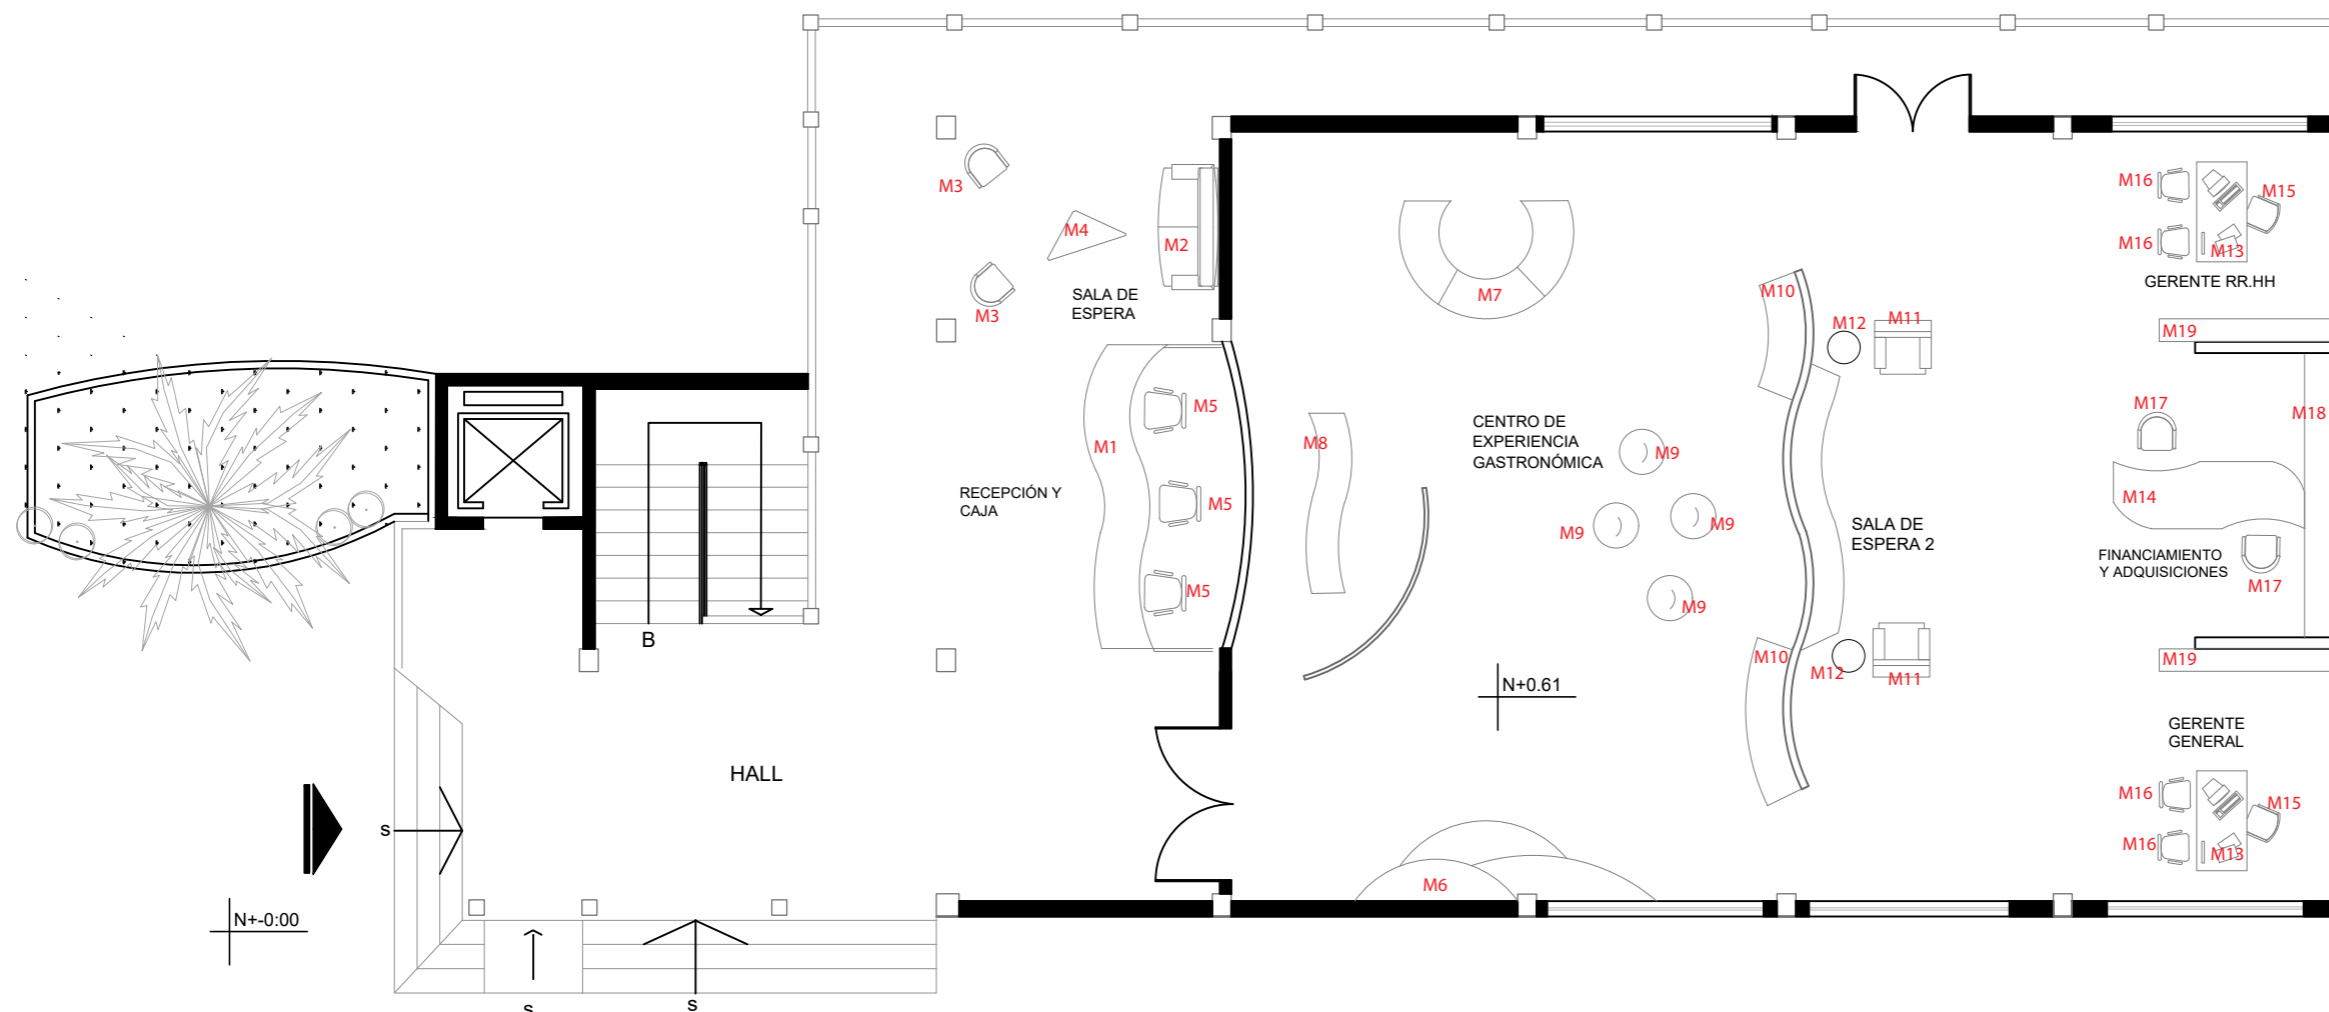 M3
M4
M2
M3
SALA DE
ESPERA
M7
M10
M12
M11
M16
M15
M16
M13
GERENTE RR.HH
M19
M18
M17
M5
M1
M8
CENTRO DE
EXPERIENCIA
GASTRONÓMICA
M9
M9
M9
M9
RECEPCIÓN Y
CAJA
M5
M5
SALA DE
ESPERA 2
M14
FINANCIAMIENTO
Y ADQUISICIONES
M17
B
M10
M12
M11
M19
N+0.61
GERENTE
GENERAL
HALL
M16
M15
M16
M13
M6
s
N+-0:00
s
s